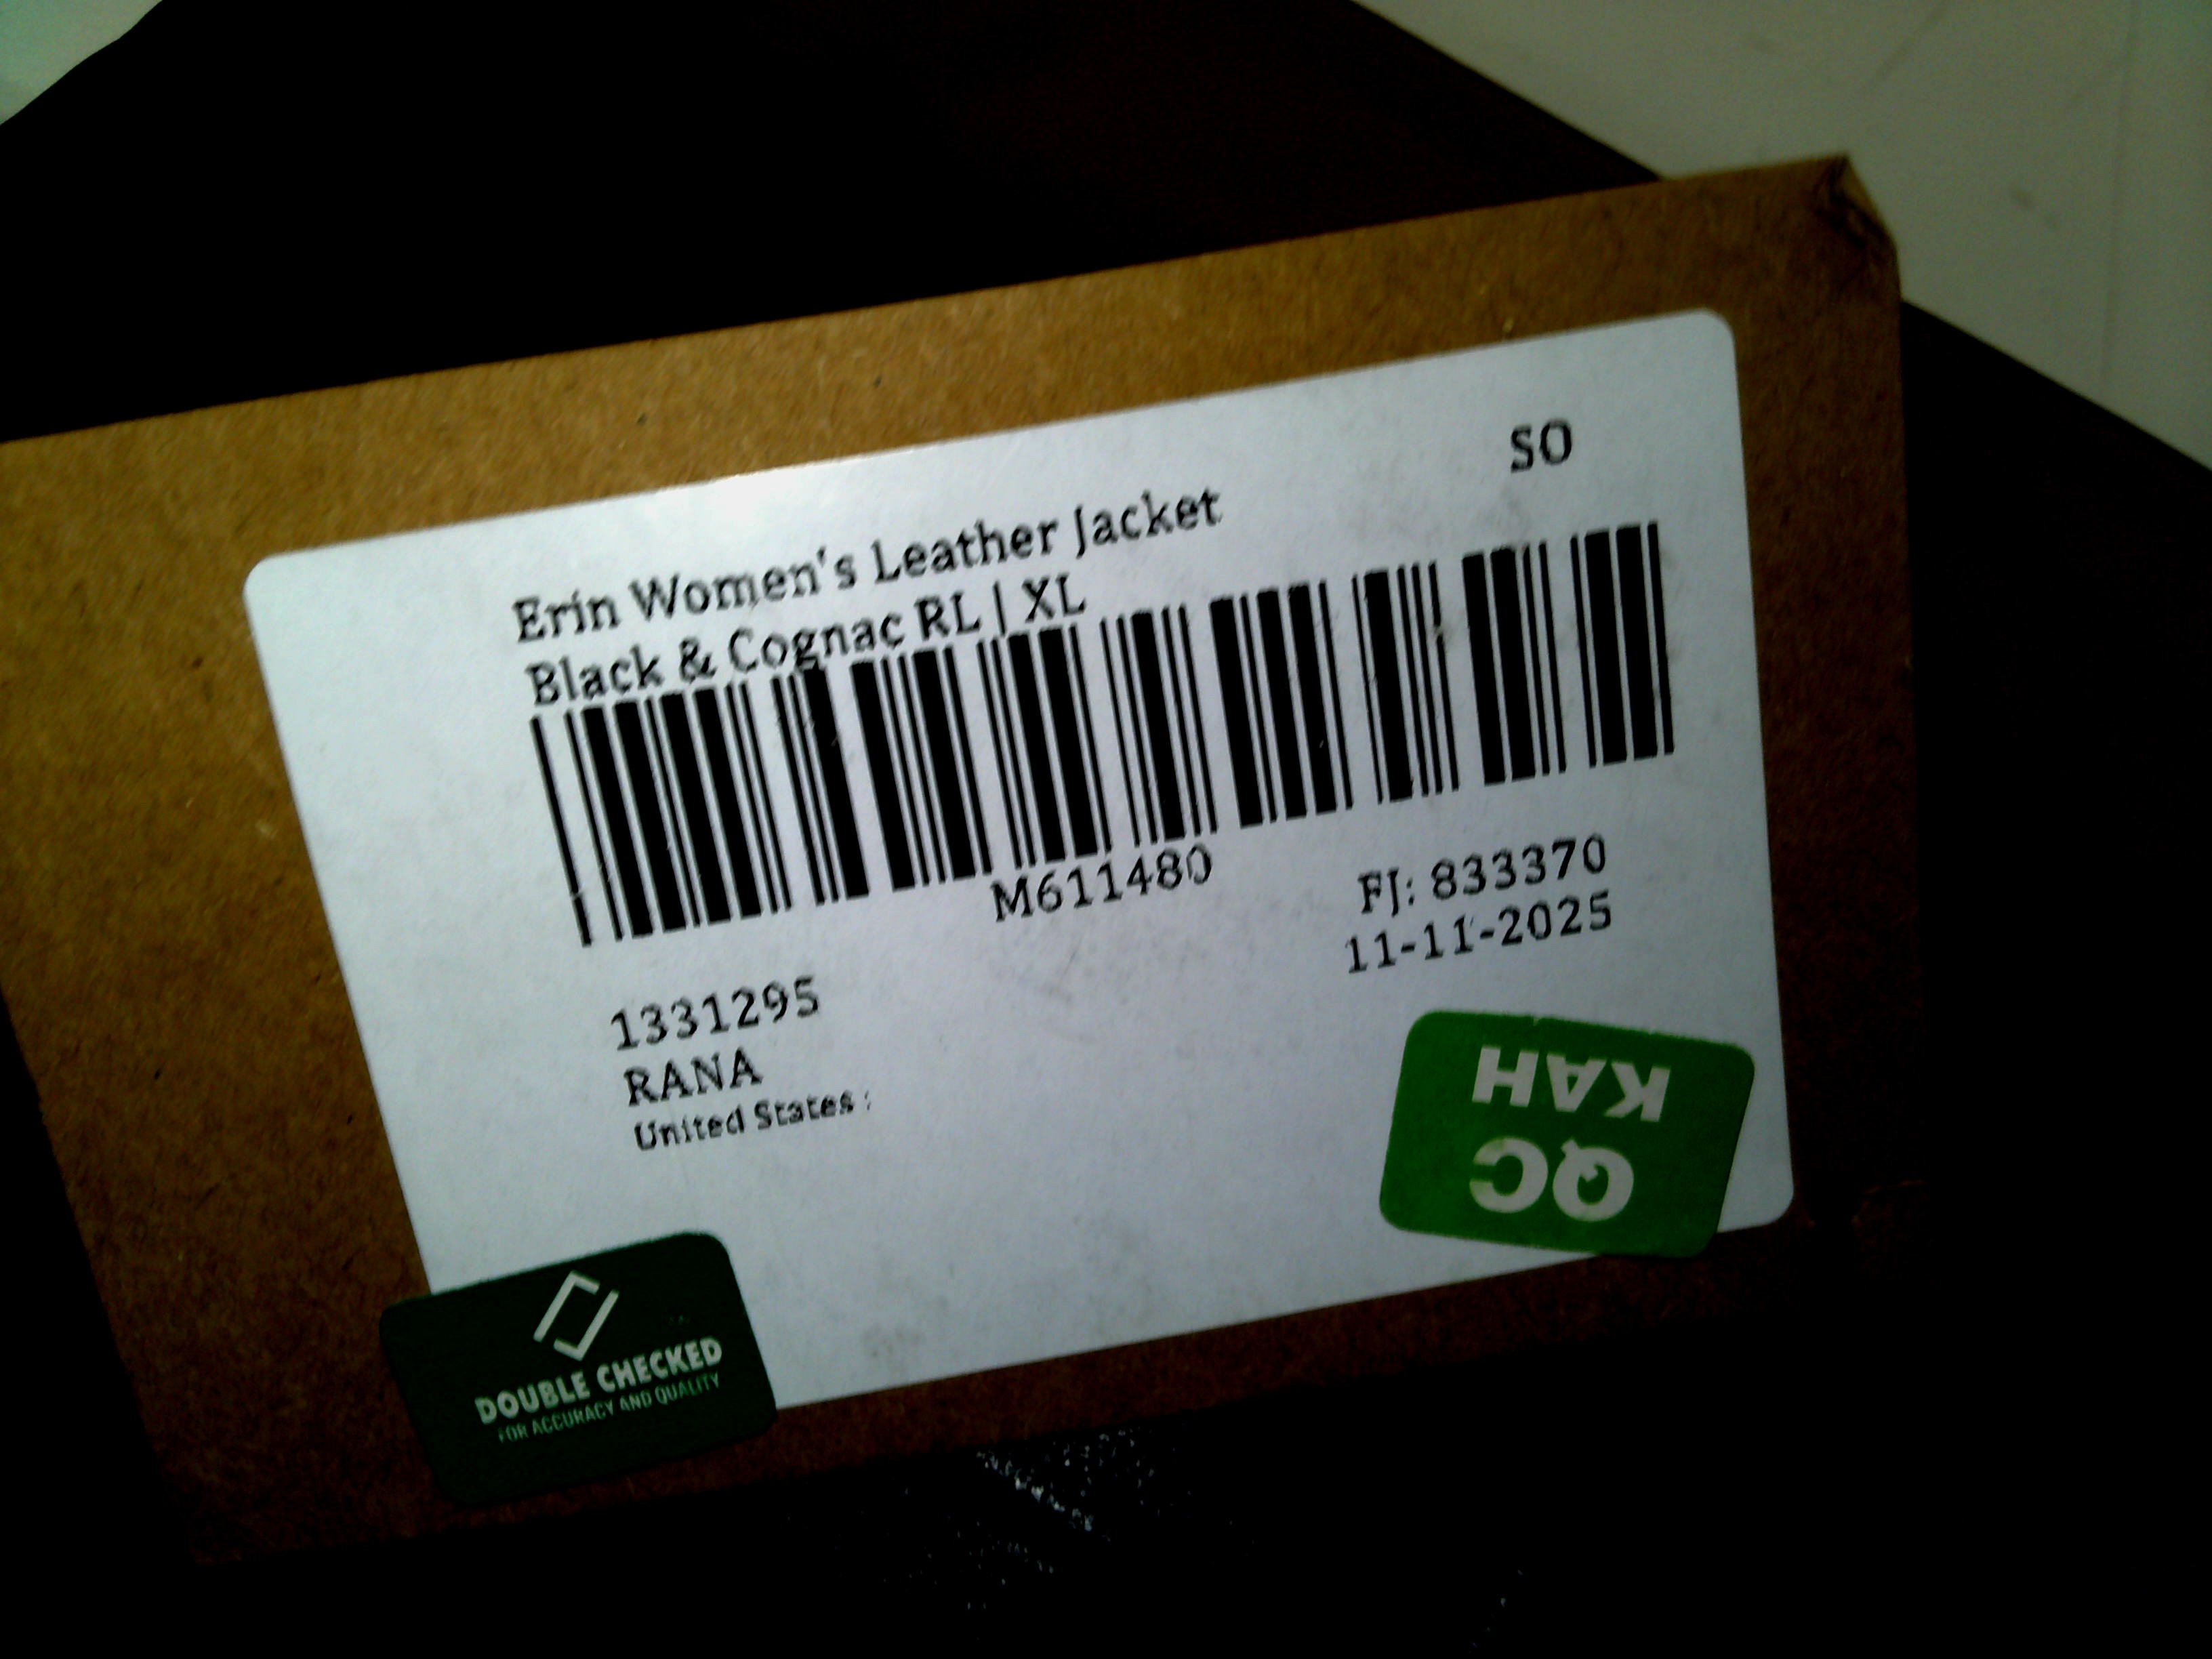 SO
Erin Women's Leather Jacket
Black & Cognac RL | XL
M611480
FJ: 833370
11-11-2025
1331295
RANA
United States :
QC
KAH
DOUBLE CHECKED
FOR ACCURACY AND QUALITY